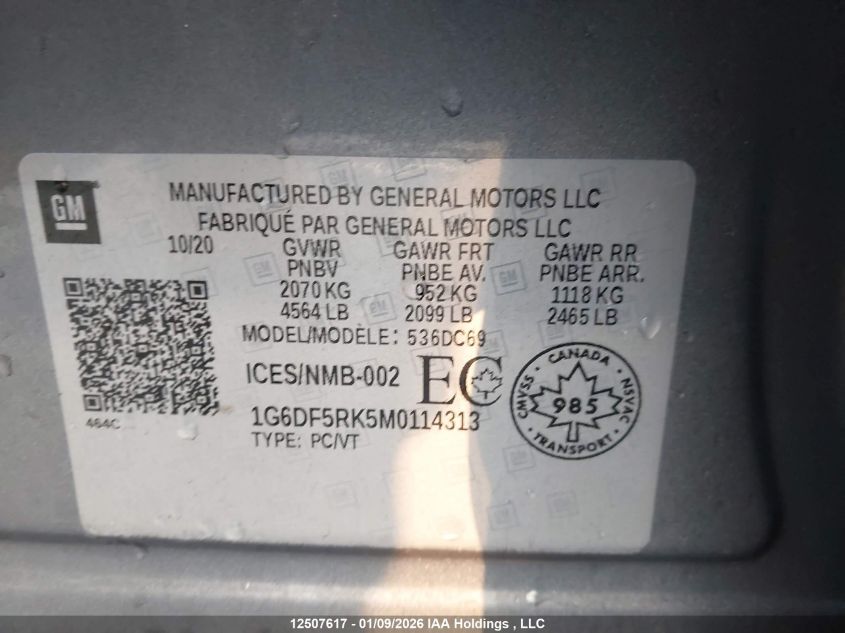 GM
MANUFACTURED BY GENERAL MOTORS LLC
FABRIQUÉ PAR GENERAL MOTORS LLC
10/20 GVWR GAWR FRT GAWR RR
PNBV PNBE AV. PNBE ARR.
2070 KG 952 KG 1118 KG
4564 LB 2099 LB 2465 LB
MODEL/MODÈLE: 536DC69
ICES/NMB-002 EC
1G6DF5RK5M0114313
TYPE: PC/VT
464C
CANADA
CMVSS 985 NSVAC
TRANSPORT
12507617 - 01/09/2026 IAA Holdings , LLC